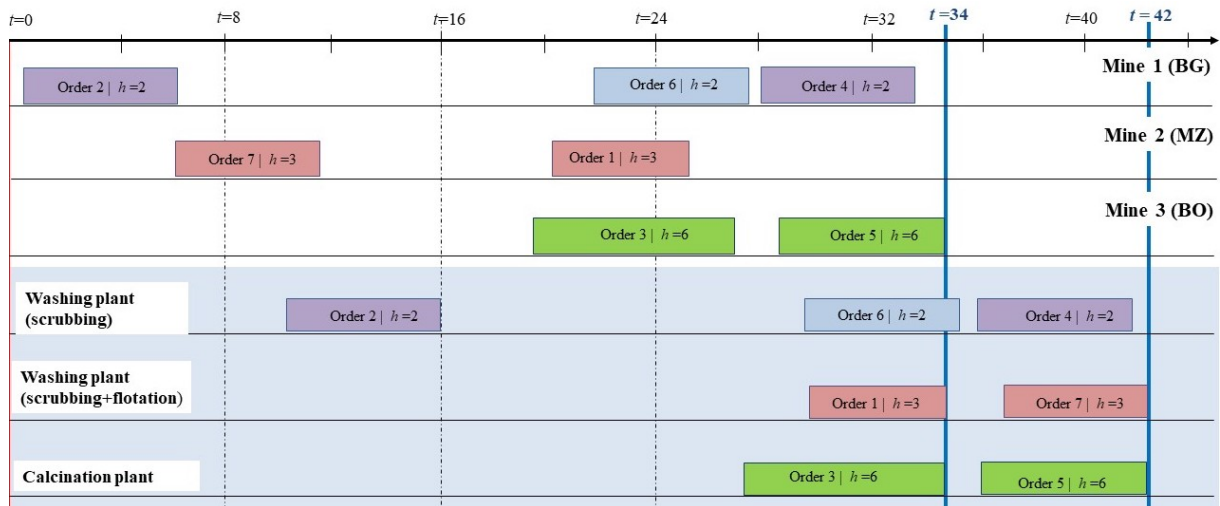 t=0
t=8
t=16
t=24
t=32
t =34
t=40
t = 42
Mine 1 (BG)
Order 2 | h =2
Order 6 | h =2
Order 4 | h =2
Mine 2 (MZ)
Order 7 | h =3
Order 1 | h =3
Mine 3 (BO)
Order 3 | h =6
Order 5 | h =6
Washing plant
(scrubbing)
Order 2 | h =2
Order 6 | h =2
Order 4 | h =2
Washing plant
(scrubbing+flotation)
Order 1 | h =3
Order 7 | h =3
Calcination plant
Order 3 | h =6
Order 5 | h =6